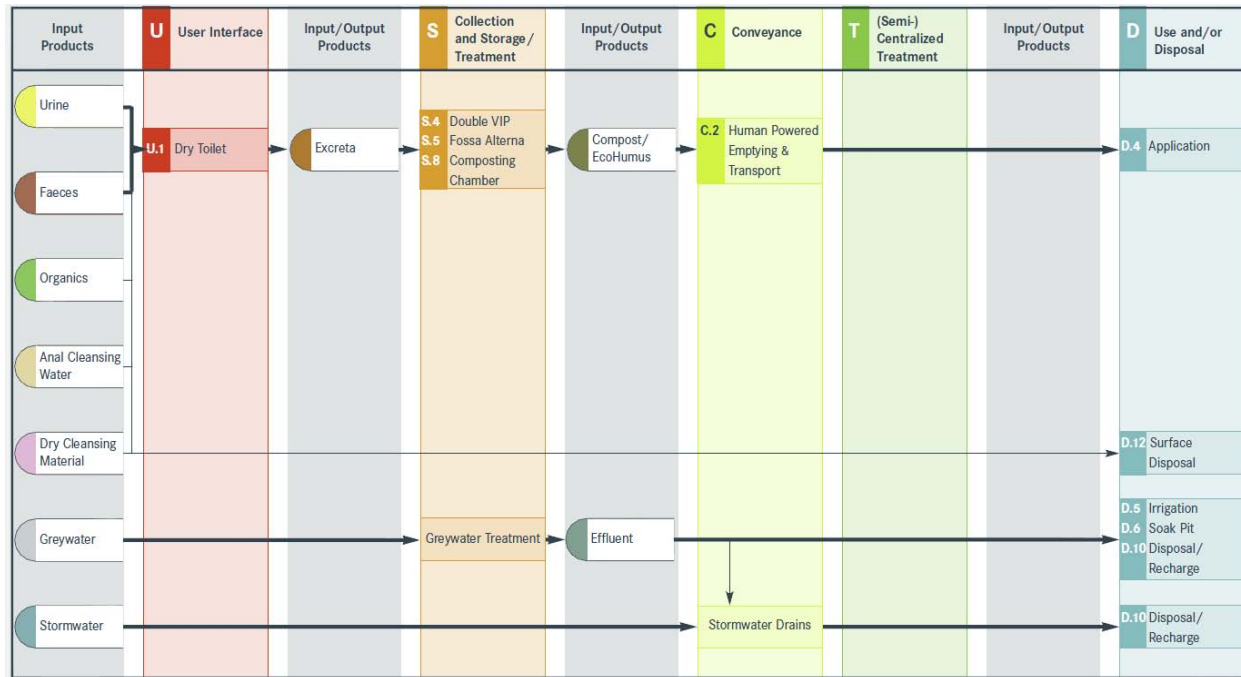 Input
Products
U User Interface
Input/Output
Products
S Collection
and Storage/
Treatment
Input/Output
Products
C Conveyance
T (Semi-)
Centralized
Treatment
Input/Output
Products
D Use and/or
Disposal
Urine
Faeces
Organics
Anal Cleansing
Water
Dry Cleansing
Material
Greywater
Stormwater
U.1 Dry Toilet
Excreta
S.4 Double VIP
S.5 Fossa Alterna
S.8 Composting
Chamber
Compost/
EcoHumus
C.2 Human Powered
Emptying &
Transport
D.4 Application
D.12 Surface
Disposal
Greywater Treatment
Effluent
D.5 Irrigation
D.6 Soak Pit
D.10 Disposal/
Recharge
Stormwater Drains
D.10 Disposal/
Recharge